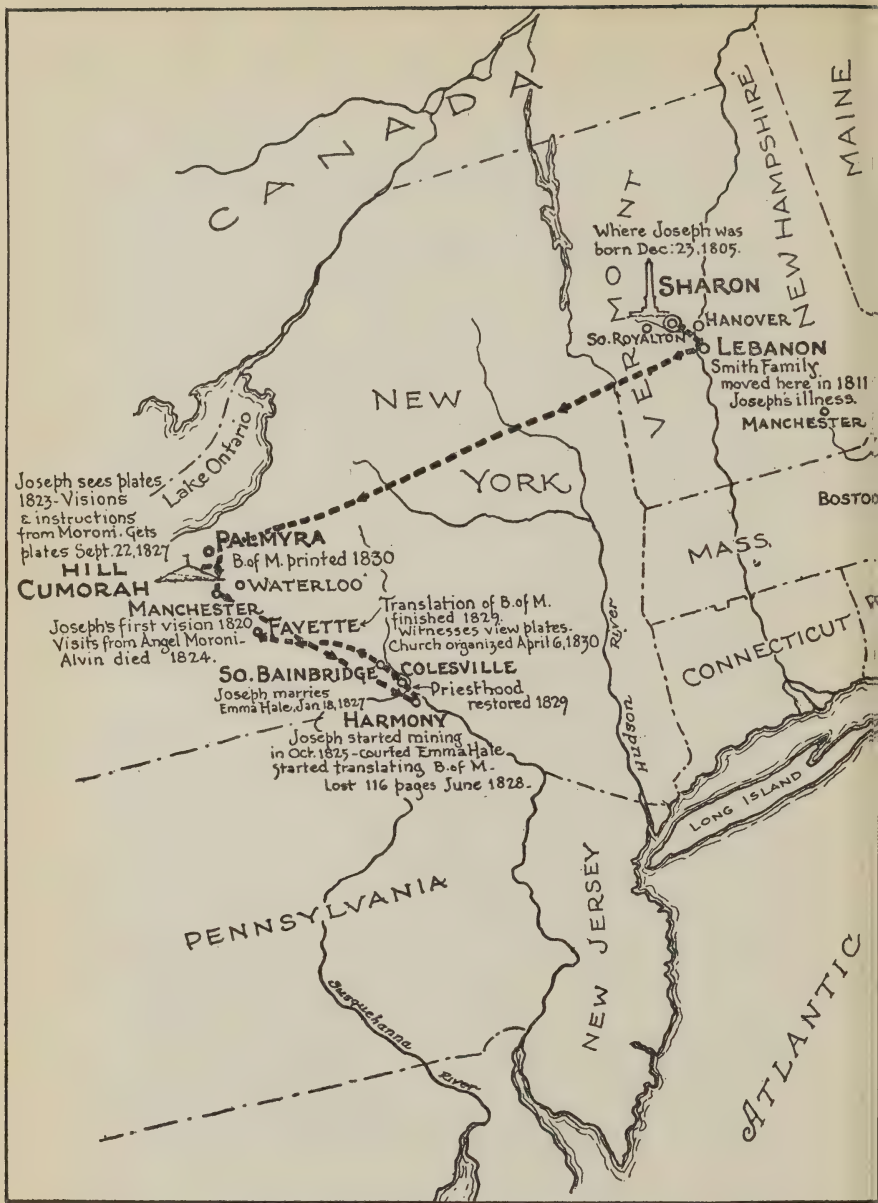 CANADA
MAINE
NEW HAMPSHIRE
VERMONT
Where Joseph was
born Dec: 23, 1805.
SHARON
HANOVER
So. ROYALTON
LEBANON
Smith Family
moved here in 1811
Joseph's illness.
MANCHESTER
NEW
YORK
Lake Ontario
BOSTO
MASS.
CONNECTICUT
Joseph sees plates
1823-Visions
& instructions
from Moroni. Gets
plates Sept. 22, 1827
HILL
CUMORAH
PALMYRA
B. of M. printed 1830
WATERLOO
MANCHESTER
Joseph's first vision 1820
Visits from Angel Moroni-
Alvin died 1824.
FAYETTE
Translation of B. of M.
finished 1829.
Witnesses view plates.
Church organized April 6, 1830
So. BAINBRIDGE
Joseph marries
Emma Hale, Jan 18, 1827
COLESVILLE
Priesthood
restored 1829
HARMONY
Joseph started mining
in Oct. 1825-courted Emma Hale
Started translating B. of M.-
Lost 116 pages June 1828-
Hudson River
LONG ISLAND
PENNSYLVANIA
NEW JERSEY
Susquehanna
River
ATLANTIC